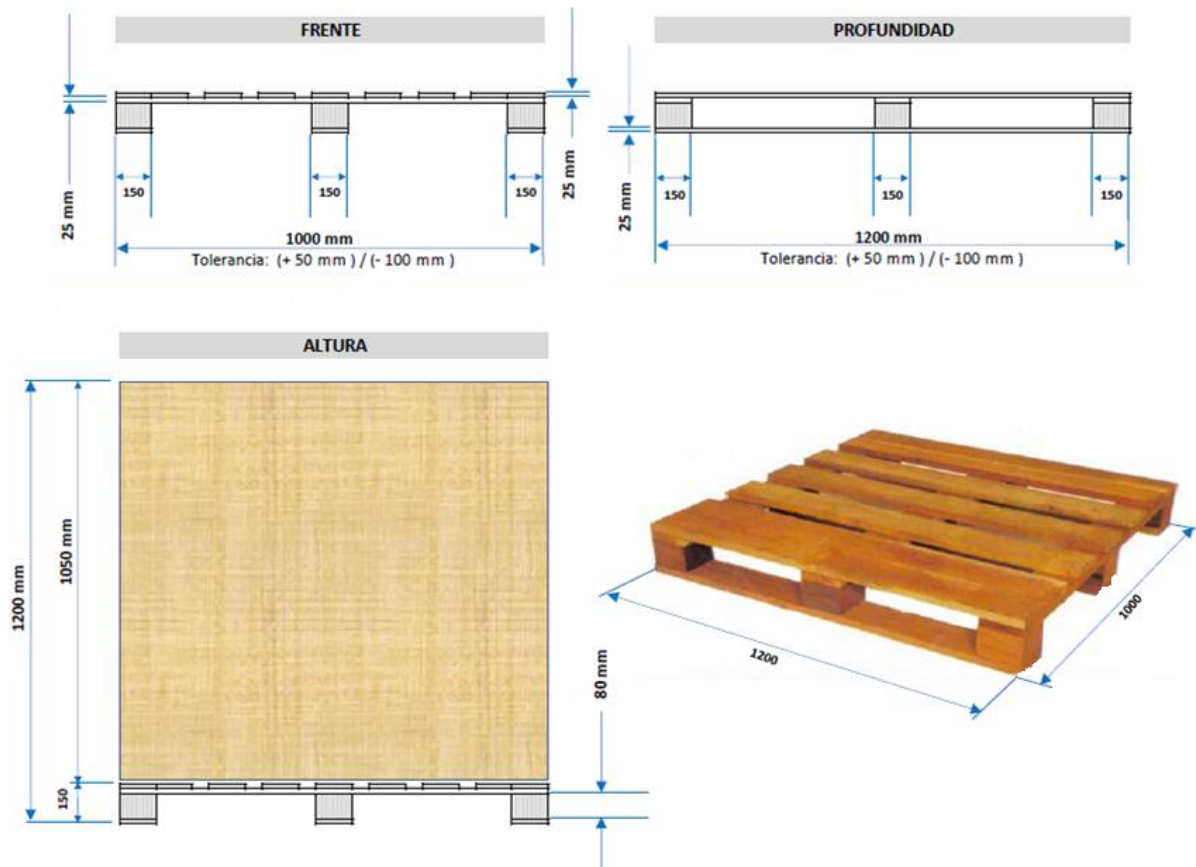 FRENTE
25 mm
150
150
150
25 mm
1000 mm
Tolerancia: (+ 50 mm ) / (- 100 mm )
PROFUNDIDAD
25 mm
150
150
150
1200 mm
Tolerancia: (+ 50 mm ) / (- 100 mm )
ALTURA
1200 mm
1050 mm
150
80 mm
1200
1000